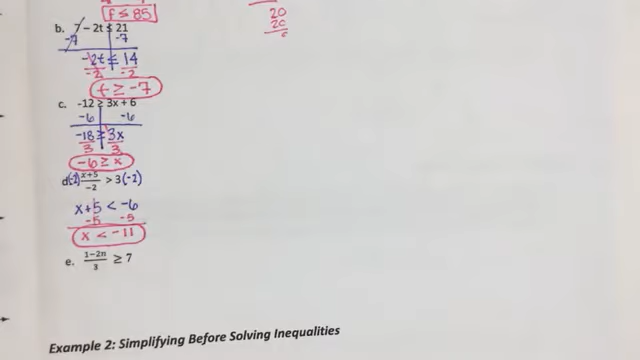 f ≤ 85
20
20
b. 7 − 2t ≤ 21
-7 -7
-2t ≤ 14
-2 -2
t ≥ -7
c. -12 ≥ 3x + 6
-6 -6
-18 ≥ 3x
3 3
-6 ≥ x
d. (-2) x+5/-2 > 3 (-2)
x+5 < -6
-5 -5
x < -11
e. 1−2n/3 ≥ 7
Example 2: Simplifying Before Solving Inequalities